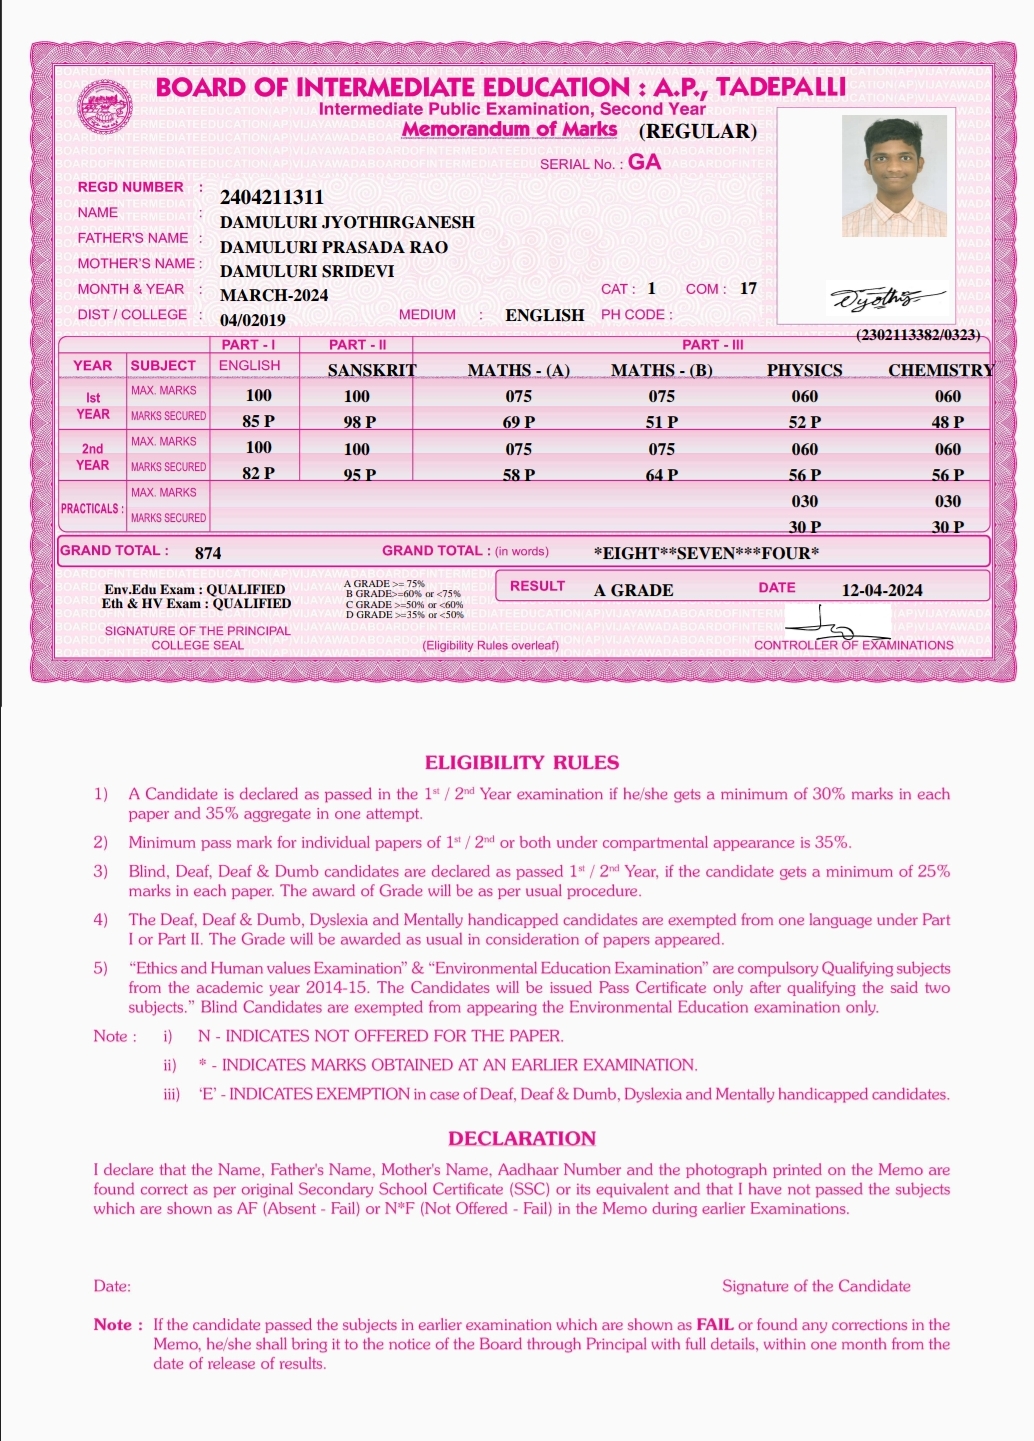 BOARD OF INTERMEDIATE EDUCATION : A.P., TADEPALLI
Intermediate Public Examination, Second Year
Memorandum of Marks (REGULAR)
SERIAL No. : GA
REGD NUMBER : 2404211311
NAME : DAMULURI JYOTHIRGANESH
FATHER'S NAME : DAMULURI PRASADA RAO
MOTHER'S NAME : DAMULURI SRIDEVI
MONTH & YEAR : MARCH-2024 CAT : 1 COM : 17
DIST / COLLEGE : 04/02019 MEDIUM : ENGLISH PH CODE :
(2302113382/0323)
PART - I PART - II PART - III
YEAR SUBJECT ENGLISH SANSKRIT MATHS - (A) MATHS - (B) PHYSICS CHEMISTRY
Ist YEAR MAX. MARKS 100 100 075 075 060 060
MARKS SECURED 85 P 98 P 69 P 51 P 52 P 48 P
2nd YEAR MAX. MARKS 100 100 075 075 060 060
MARKS SECURED 82 P 95 P 58 P 64 P 56 P 56 P
PRACTICALS : MAX. MARKS 030 030
MARKS SECURED 30 P 30 P
GRAND TOTAL : 874 GRAND TOTAL : (in words) *EIGHT**SEVEN***FOUR*
Env.Edu Exam : QUALIFIED
Eth & HV Exam : QUALIFIED
A GRADE >= 75%
B GRADE>=60% or <75%
C GRADE >=50% or <60%
D GRADE >=35% or <50%
RESULT A GRADE DATE 12-04-2024
SIGNATURE OF THE PRINCIPAL
COLLEGE SEAL (Eligibility Rules overleaf) CONTROLLER OF EXAMINATIONS
ELIGIBILITY RULES
1) A Candidate is declared as passed in the 1st / 2nd Year examination if he/she gets a minimum of 30% marks in each
paper and 35% aggregate in one attempt.
2) Minimum pass mark for individual papers of 1st / 2nd or both under compartmental appearance is 35%.
3) Blind, Deaf, Deaf & Dumb candidates are declared as passed 1st / 2nd Year, if the candidate gets a minimum of 25%
marks in each paper. The award of Grade will be as per usual procedure.
4) The Deaf, Deaf & Dumb, Dyslexia and Mentally handicapped candidates are exempted from one language under Part
I or Part II. The Grade will be awarded as usual in consideration of papers appeared.
5) “Ethics and Human values Examination” & “Environmental Education Examination” are compulsory Qualifying subjects
from the academic year 2014-15. The Candidates will be issued Pass Certificate only after qualifying the said two
subjects.” Blind Candidates are exempted from appearing the Environmental Education examination only.
Note : i) N - INDICATES NOT OFFERED FOR THE PAPER.
ii) * - INDICATES MARKS OBTAINED AT AN EARLIER EXAMINATION.
iii) ‘E’ - INDICATES EXEMPTION in case of Deaf, Deaf & Dumb, Dyslexia and Mentally handicapped candidates.
DECLARATION
I declare that the Name, Father's Name, Mother's Name, Aadhaar Number and the photograph printed on the Memo are
found correct as per original Secondary School Certificate (SSC) or its equivalent and that I have not passed the subjects
which are shown as AF (Absent - Fail) or N*F (Not Offered - Fail) in the Memo during earlier Examinations.
Date: Signature of the Candidate
Note : If the candidate passed the subjects in earlier examination which are shown as FAIL or found any corrections in the
Memo, he/she shall bring it to the notice of the Board through Principal with full details, within one month from the
date of release of results.